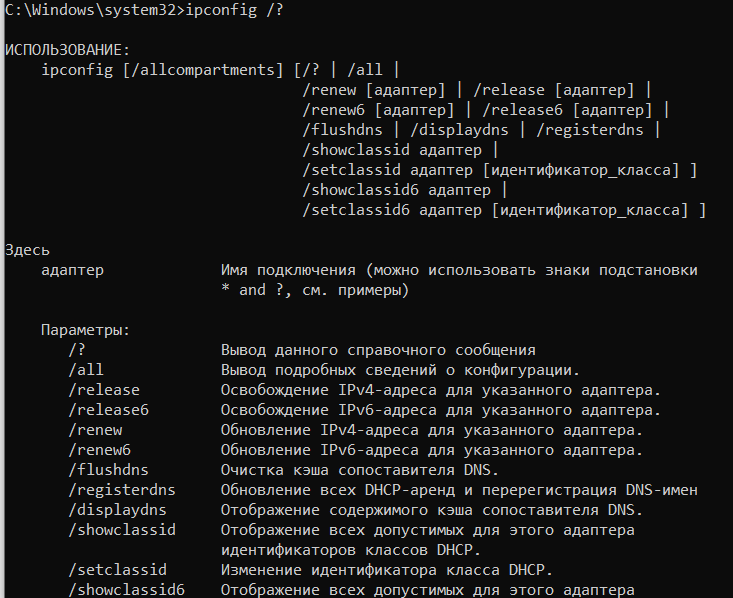 C:\Windows\system32>ipconfig /?
ИСПОЛЬЗОВАНИЕ:
ipconfig [/allcompartments] [/? | /all |
/renew [адаптер] | /release [адаптер] |
/renew6 [адаптер] | /release6 [адаптер] |
/flushdns | /displaydns | /registerdns |
/showclassid адаптер |
/setclassid адаптер [идентификатор_класса] ]
/showclassid6 адаптер |
/setclassid6 адаптер [идентификатор_класса] ]
Здесь
адаптер Имя подключения (можно использовать знаки подстановки
* and ?, см. примеры)
Параметры:
/? Вывод данного справочного сообщения
/all Вывод подробных сведений о конфигурации.
/release Освобождение IPv4-адреса для указанного адаптера.
/release6 Освобождение IPv6-адреса для указанного адаптера.
/renew Обновление IPv4-адреса для указанного адаптера.
/renew6 Обновление IPv6-адреса для указанного адаптера.
/flushdns Очистка кэша сопоставителя DNS.
/registerdns Обновление всех DHCP-аренд и перерегистрация DNS-имен
/displaydns Отображение содержимого кэша сопоставителя DNS.
/showclassid Отображение всех допустимых для этого адаптера
идентификаторов классов DHCP.
/setclassid Изменение идентификатора класса DHCP.
/showclassid6 Отображение всех допустимых для этого адаптера